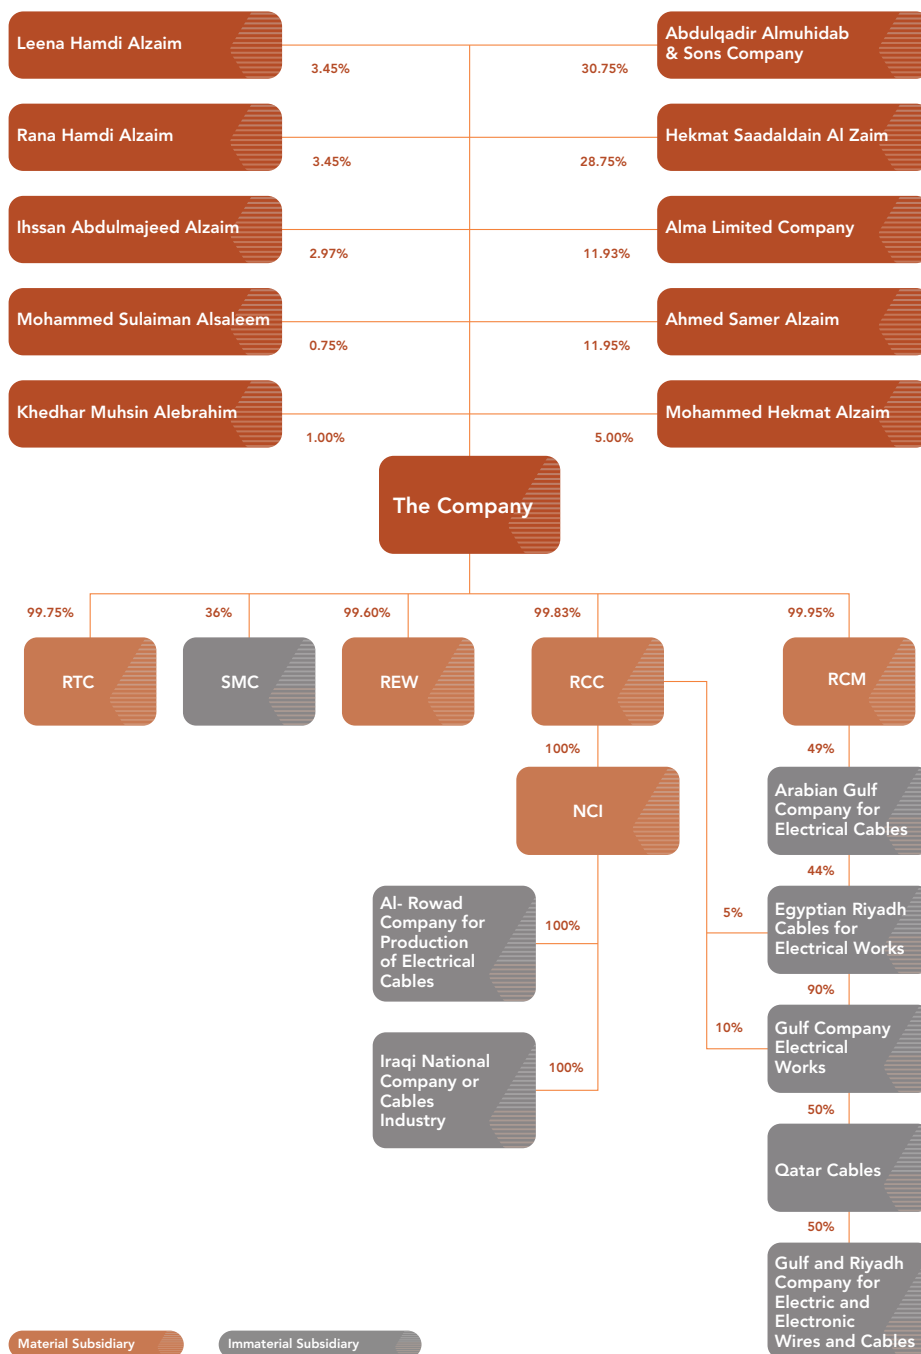 Leena Hamdi Alzaim
Abdulqadir Almuhidab
& Sons Company
3.45%
30.75%
Rana Hamdi Alzaim
Hekmat Saadaldain Al Zaim
3.45%
28.75%
Ihssan Abdulmajeed Alzaim
Alma Limited Company
2.97%
11.93%
Mohammed Sulaiman Alsaleem
Ahmed Samer Alzaim
0.75%
11.95%
Khedhar Muhsin Alebrahim
Mohammed Hekmat Alzaim
1.00%
5.00%
The Company
99.75%
36%
99.60%
99.83%
99.95%
RTC
SMC
REW
RCC
RCM
100%
49%
NCI
Arabian Gulf
Company for
Electrical Cables
44%
Al- Rowad
Company for
Production
of Electrical
Cables
100%
5%
Egyptian Riyadh
Cables for
Electrical Works
90%
10%
Gulf Company
Electrical
Works
Iraqi National
Company or
Cables
Industry
100%
50%
Qatar Cables
50%
Gulf and Riyadh
Company for
Electric and
Electronic
Wires and Cables
Material Subsidiary
Immaterial Subsidiary